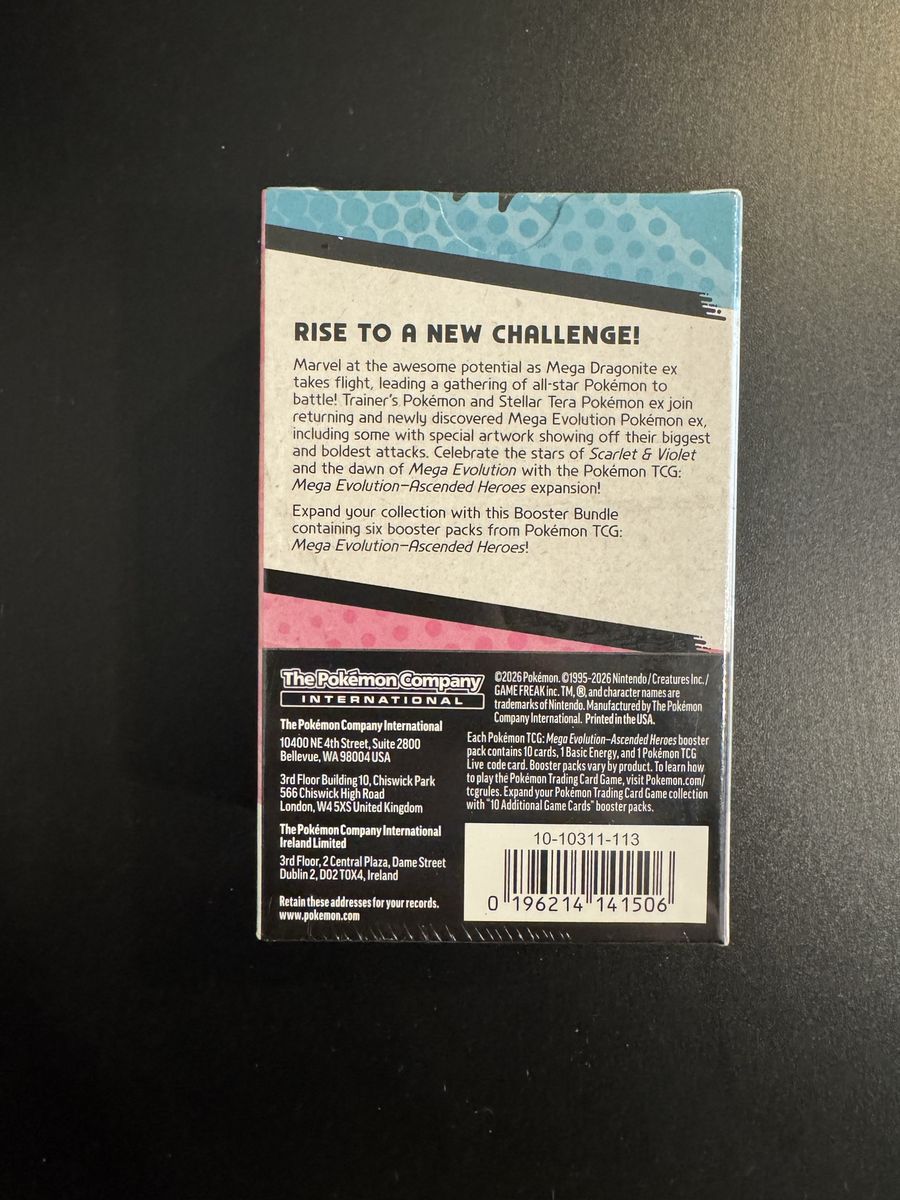 RISE TO A NEW CHALLENGE!
Marvel at the awesome potential as Mega Dragonite ex
takes flight, leading a gathering of all-star Pokémon to
battle! Trainer's Pokémon and Stellar Tera Pokémon ex join
returning and newly discovered Mega Evolution Pokémon ex,
including some with special artwork showing off their biggest
and boldest attacks. Celebrate the stars of Scarlet & Violet
and the dawn of Mega Evolution with the Pokémon TCG:
Mega Evolution—Ascended Heroes expansion!
Expand your collection with this Booster Bundle
containing six booster packs from Pokémon TCG:
Mega Evolution—Ascended Heroes!
The Pokémon Company
INTERNATIONAL
The Pokémon Company International
10400 NE 4th Street, Suite 2800
Bellevue, WA 98004 USA
3rd Floor Building 10, Chiswick Park
566 Chiswick High Road
London, W4 5XS United Kingdom
The Pokémon Company International
Ireland Limited
3rd Floor, 2 Central Plaza, Dame Street
Dublin 2, D02 T0X4, Ireland
Retain these addresses for your records.
www.pokemon.com
©2026 Pokémon. ©1995-2026 Nintendo / Creatures Inc. /
GAME FREAK inc. TM, ®, and character names are
trademarks of Nintendo. Manufactured by The Pokémon
Company International. Printed in the USA.
Each Pokémon TCG: Mega Evolution—Ascended Heroes booster
pack contains 10 cards, 1 Basic Energy, and 1 Pokémon TCG
Live code card. Booster packs vary by product. To learn how
to play the Pokémon Trading Card Game, visit Pokemon.com/
tcgrules. Expand your Pokémon Trading Card Game collection
with "10 Additional Game Cards" booster packs.
10-10311-113
0 196214 141506